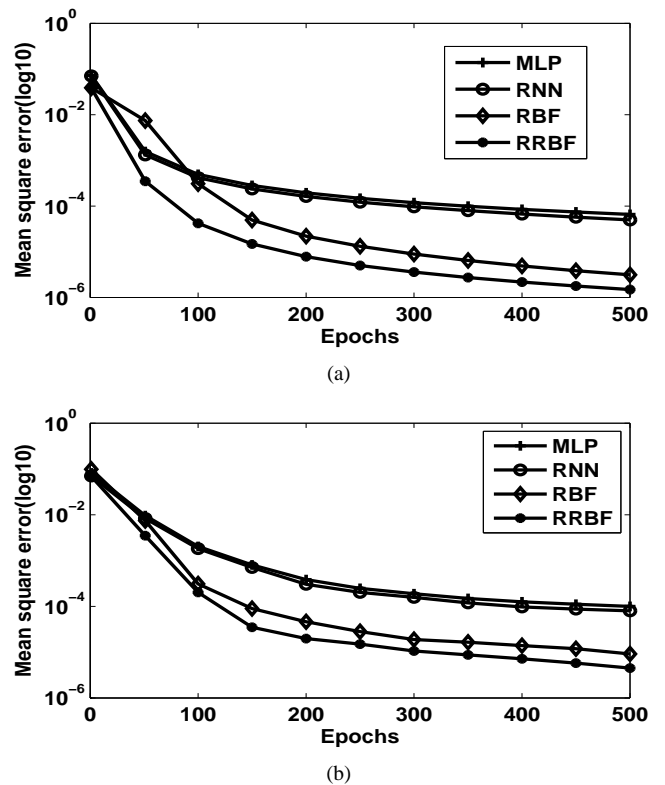 10^0
10^-2
10^-4
10^-6
Mean square error(log10)
MLP
RNN
RBF
RRBF
0 100 200 300 400 500
Epochs
(a)
10^0
10^-2
10^-4
10^-6
Mean square error(log10)
MLP
RNN
RBF
RRBF
0 100 200 300 400 500
Epochs
(b)